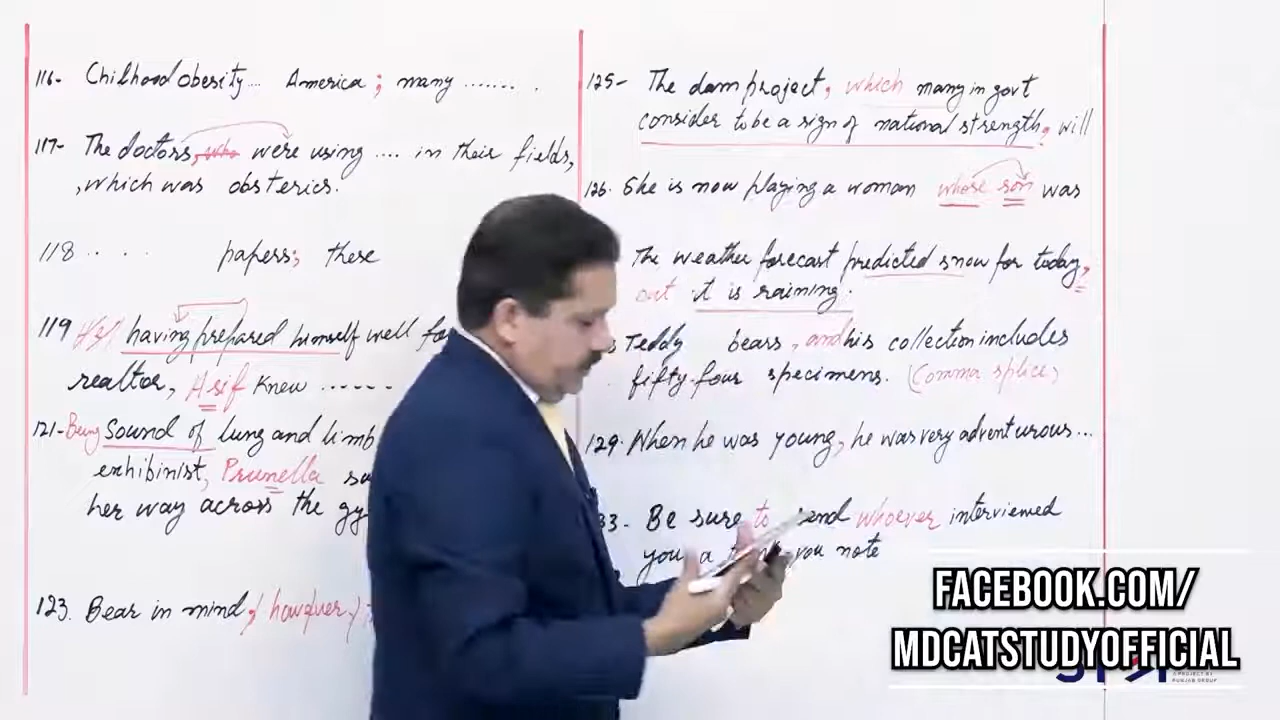 116- Chilhood obesity... America ; many .......
117- The doctors, who were using .... in their fields,
, which was obsterics.
118 . . . . papers; these
119 having prepared himself well for
realtor, Asif knew ------
121- Being sound of lung and limb
exhibinist, Prunella
her way across the
123. Bear in mind, however,
125- The dam project, which many in govt
consider to be a sign of national strength, will
126. She is now playing a woman whose son was
The weather forecast predicted snow for today,
but it is raining.
Teddy bears, and his collection includes
fifty-four specimens. (Comma splice)
129. When he was young, he was very adventurous...
33- Be sure to send whoever interviewed
you a thank you note
FACEBOOK.COM/
MDCATSTUDYOFFICIAL
A PROJECT BY
PUNJAB GROUP